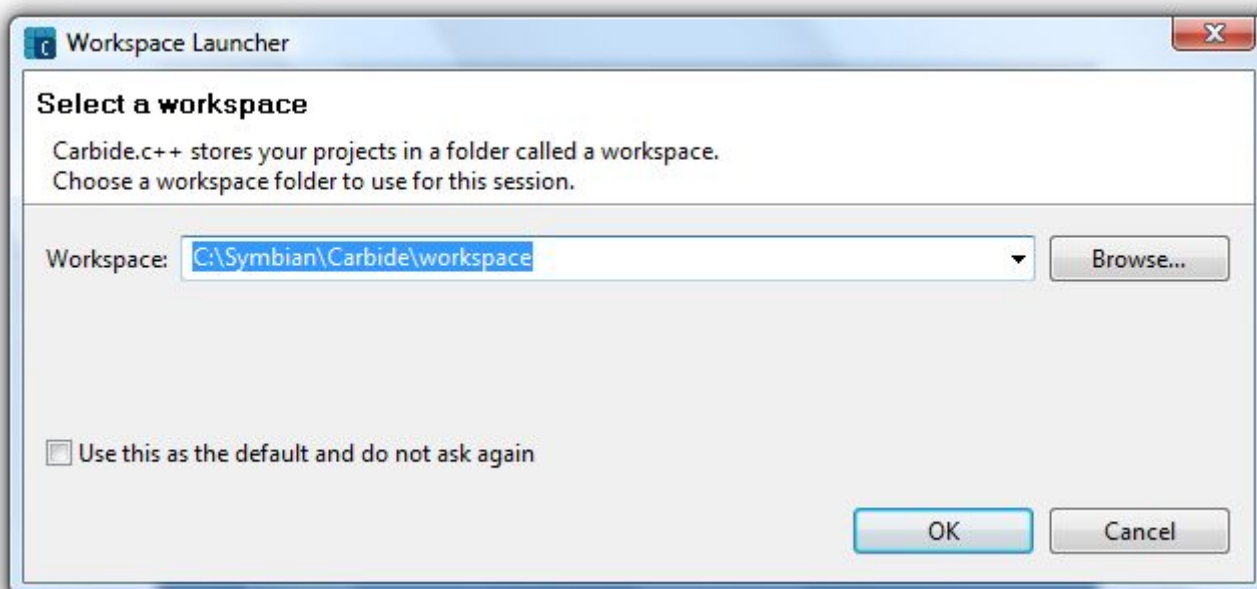 Workspace Launcher
Select a workspace
Carbide.c++ stores your projects in a folder called a workspace.
Choose a workspace folder to use for this session.
Workspace: C:\Symbian\Carbide\workspace Browse...
Use this as the default and do not ask again
OK Cancel